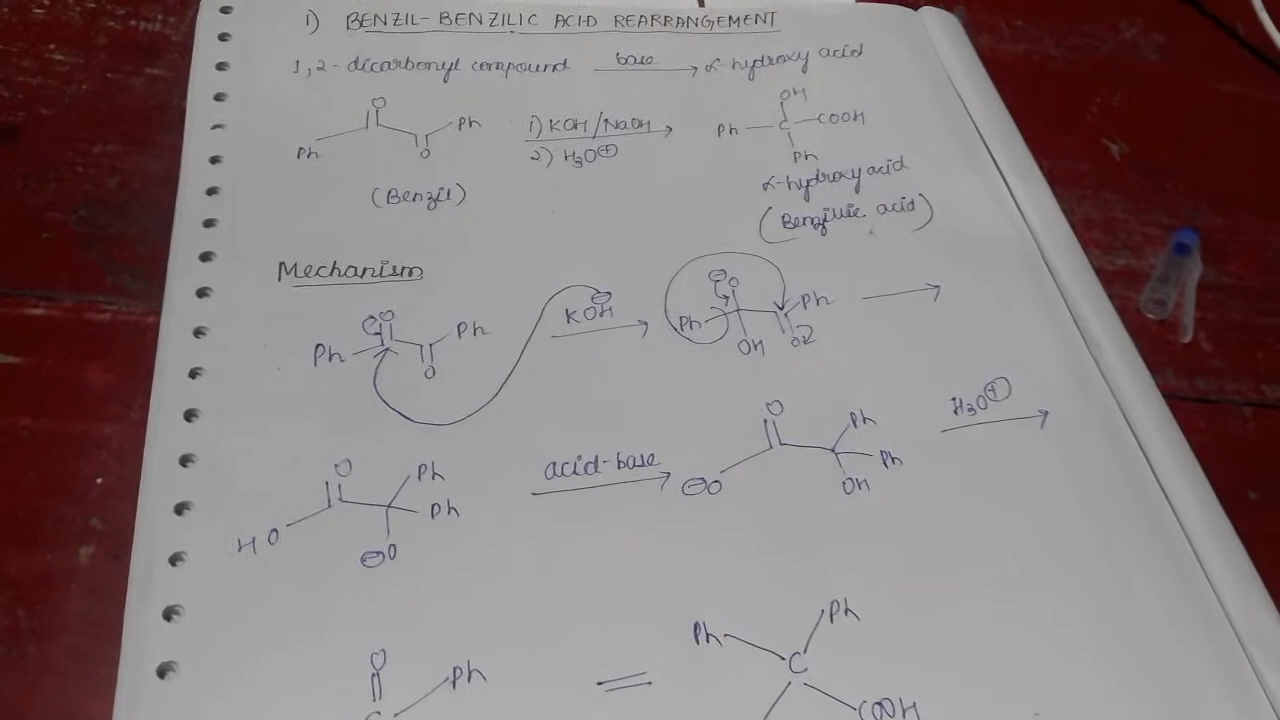 1) BENZIL-BENZILIC ACID REARRANGEMENT
1,2-dicarbonyl compound base → α-hydroxy acid
O
Ph
Ph
O
1) KOH/NaOH
2) H3O⊕
OH
Ph — C — COOH
Ph
(Benzil)
α-hydroxy acid
(Benzillic acid)
Mechanism
O
Ph
Ph
O
KOH⊖
⊖O
Ph
Ph
OH
O
O
HO
Ph
Ph
⊖O
acid-base
O
⊖O
Ph
Ph
OH
H3O⊕
O
C
Ph
=
Ph
Ph
C
COOH